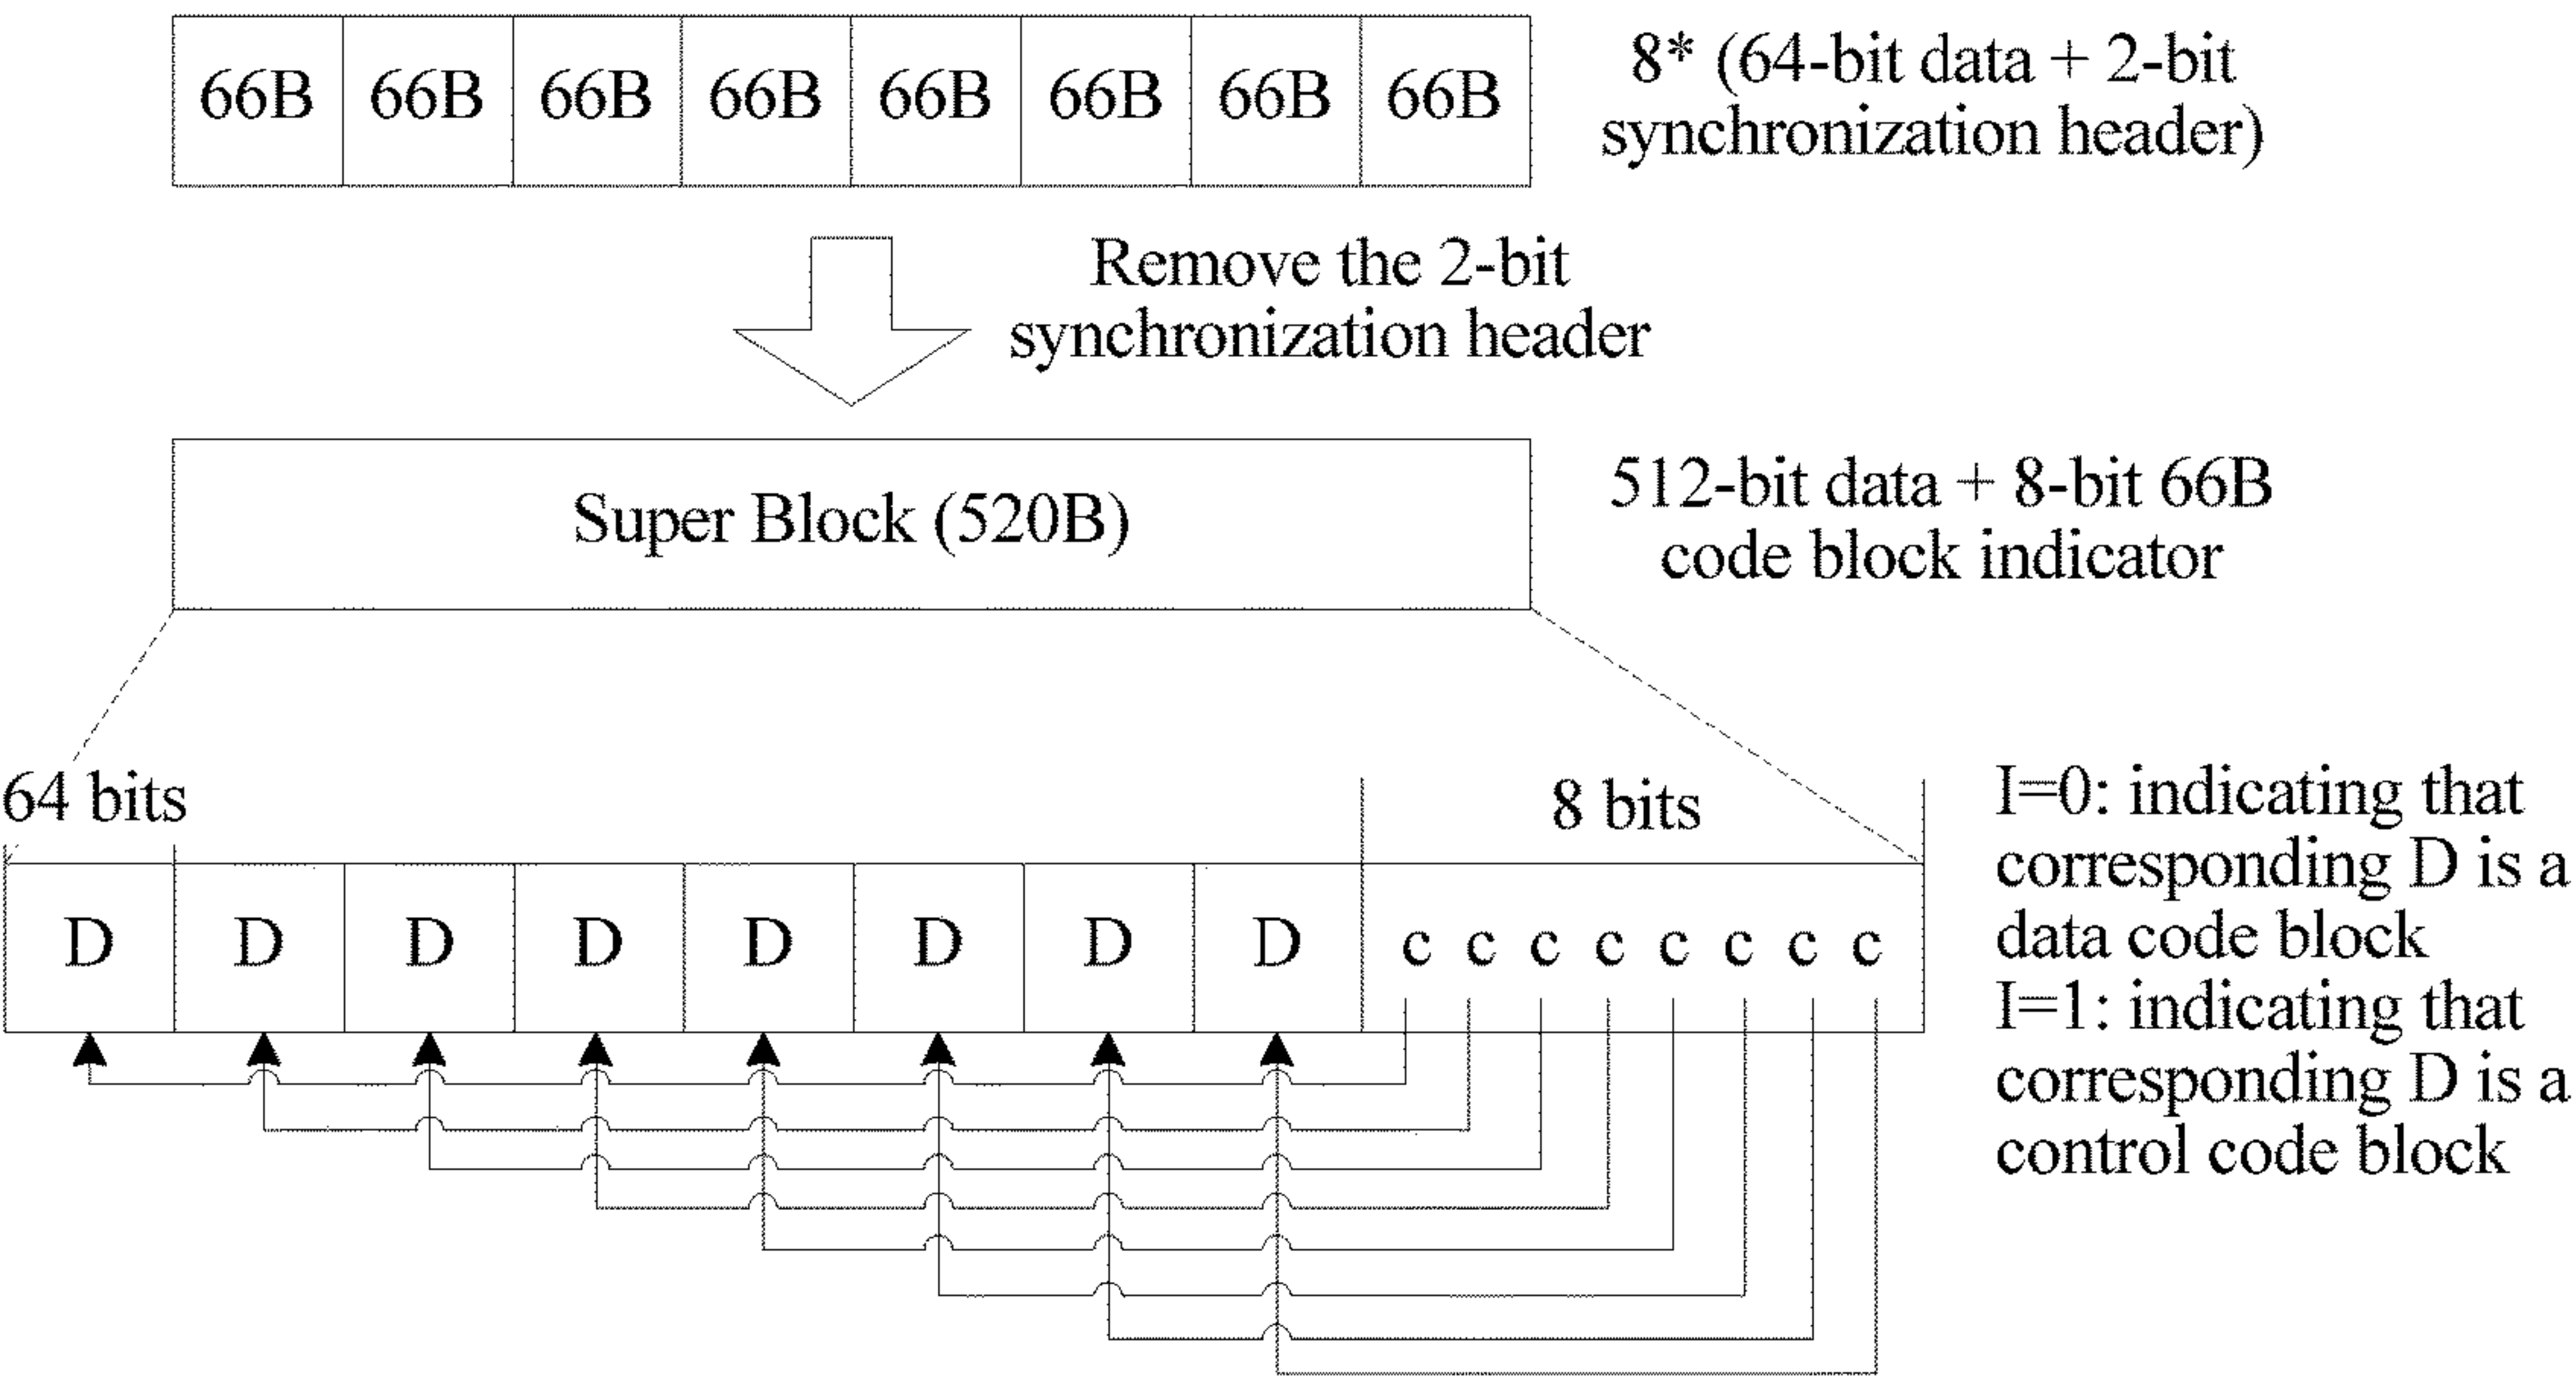 66B 66B 66B 66B 66B 66B 66B 66B
8* (64-bit data + 2-bit
synchronization header)
Remove the 2-bit
synchronization header
Super Block (520B)
512-bit data + 8-bit 66B
code block indicator
64 bits
8 bits
D D D D D D D D c c c c c c c c
I=0: indicating that
corresponding D is a
data code block
I=1: indicating that
corresponding D is a
control code block